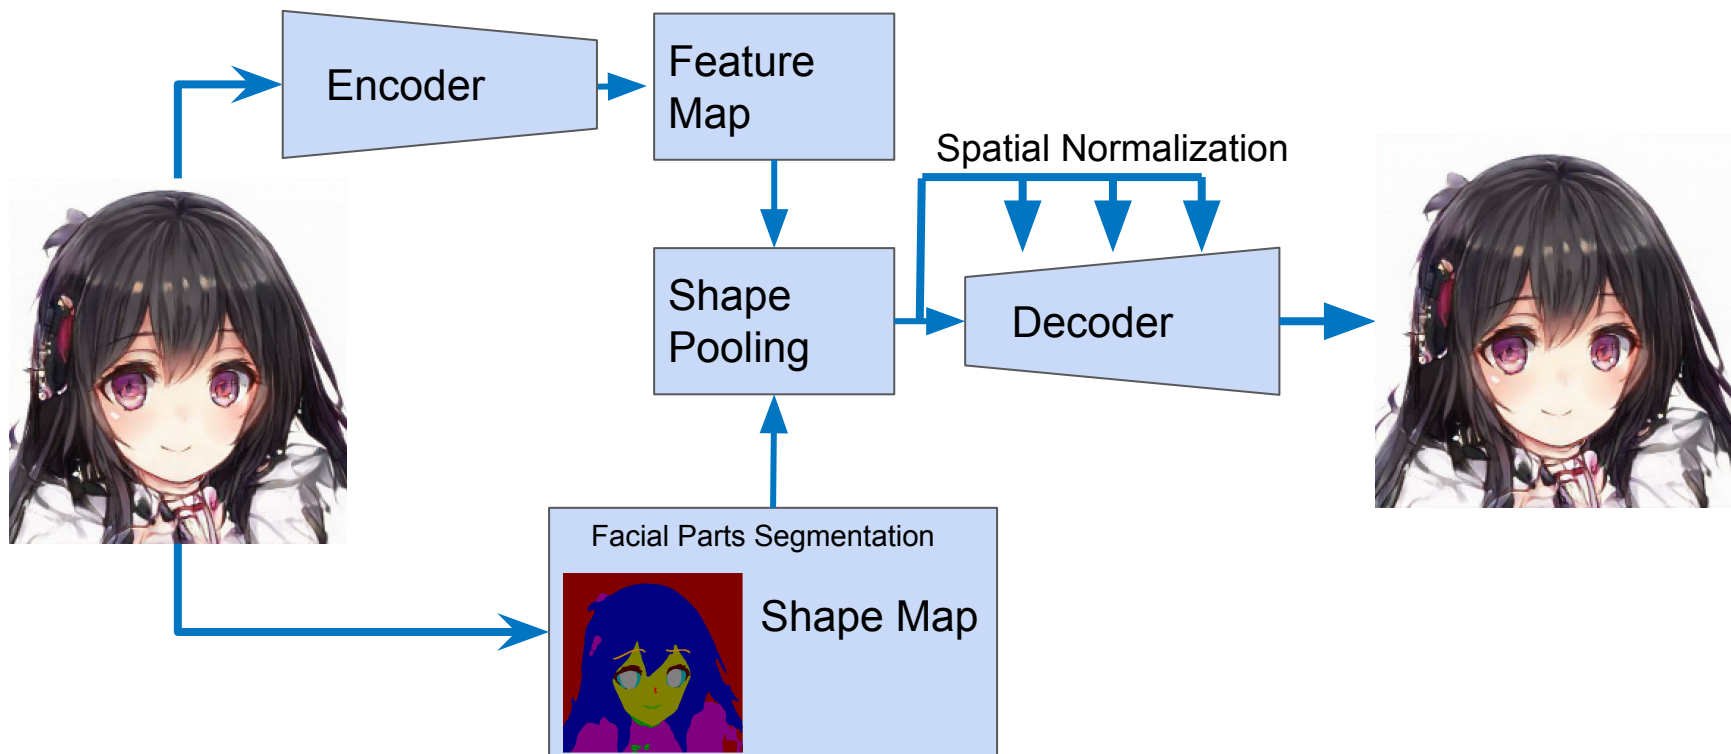 Encoder
Feature
Map
Spatial Normalization
Shape
Pooling
Decoder
Facial Parts Segmentation
Shape Map